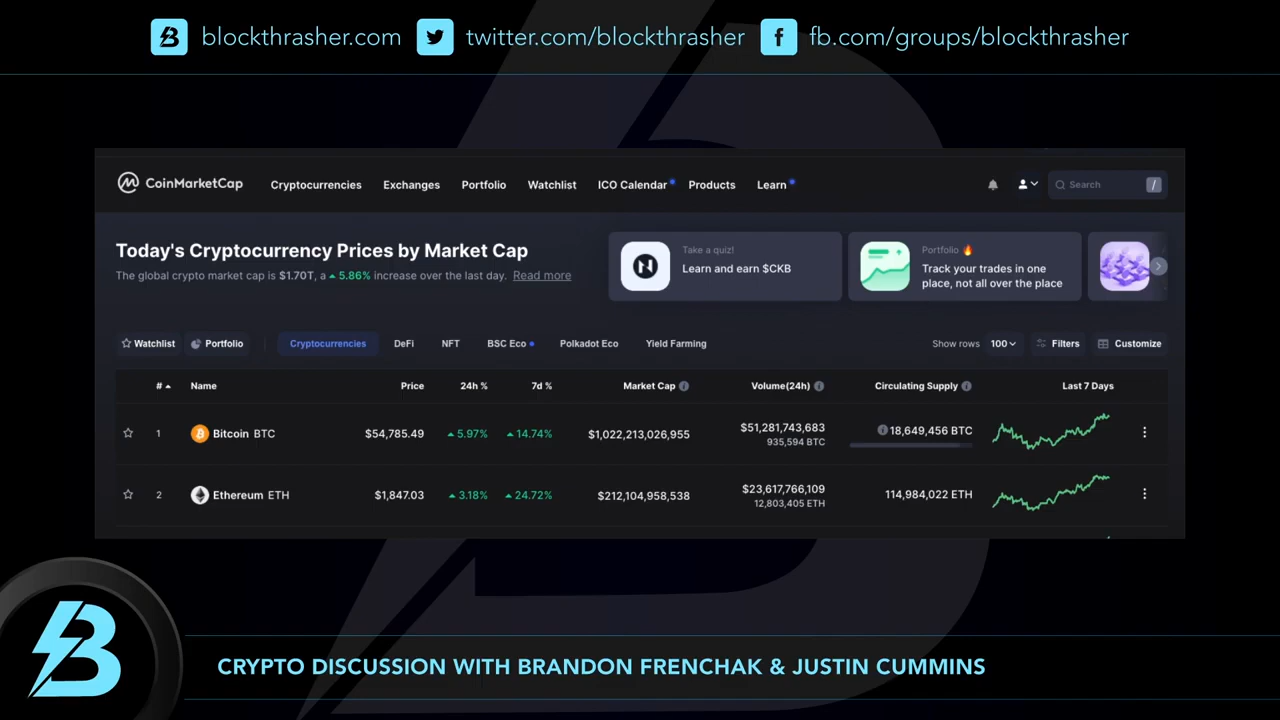 blockthrasher.com twitter.com/blockthrasher fb.com/groups/blockthrasher
CoinMarketCap Cryptocurrencies Exchanges Portfolio Watchlist ICO Calendar Products Learn Search /
Today's Cryptocurrency Prices by Market Cap
The global crypto market cap is $1.70T, a 5.86% increase over the last day. Read more
Take a quiz!
Learn and earn $CKB
Portfolio 🔥
Track your trades in one
place, not all over the place
Watchlist Portfolio Cryptocurrencies DeFi NFT BSC Eco Polkadot Eco Yield Farming Show rows 100 Filters Customize
# Name Price 24h % 7d % Market Cap Volume(24h) Circulating Supply Last 7 Days
1 Bitcoin BTC $54,785.49 5.97% 14.74% $1,022,213,026,955 $51,281,743,683 18,649,456 BTC
935,594 BTC
2 Ethereum ETH $1,847.03 3.18% 24.72% $212,104,958,538 $23,617,766,109 114,984,022 ETH
12,803,405 ETH
CRYPTO DISCUSSION WITH BRANDON FRENCHAK & JUSTIN CUMMINS